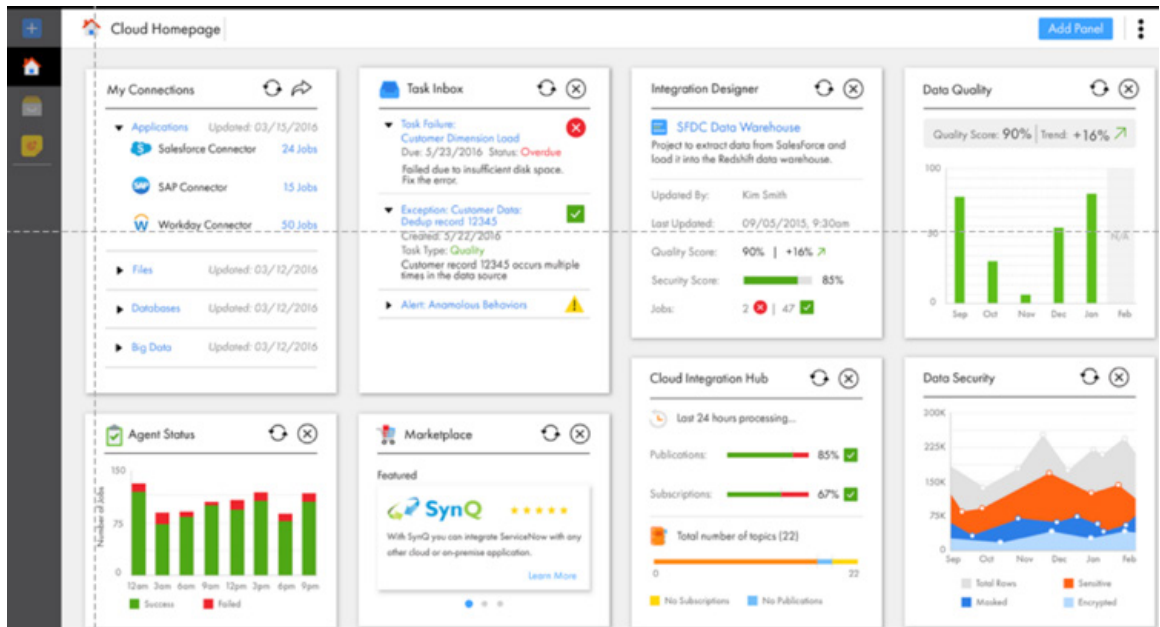 Cloud Homepage
Add Panel
My Connections
Applications Updated: 03/15/2016
Salesforce Connector 24 Jobs
SAP Connector 15 Jobs
Workday Connector 50 Jobs
Files Updated: 03/12/2016
Databases Updated: 03/12/2016
Big Data Updated: 03/12/2016
Task Inbox
Task Failure:
Customer Dimension Load
Due: 5/23/2016 Status: Overdue
Failed due to insufficient disk space.
Fix the error.
Exception: Customer Data:
Dedup record 12345
Created: 5/22/2016
Task Type: Quality
Customer record 12345 occurs multiple
times in the data source
Alert: Anamolous Behaviors
Integration Designer
SFDC Data Warehouse
Project to extract data from SalesForce and
load it into the Redshift data warehouse.
Updated By: Kim Smith
Last Updated: 09/05/2015, 9:30am
Quality Score: 90% | +16%
Security Score: 85%
Jobs: 2 | 47
Data Quality
Quality Score: 90% | Trend: +16%
100
50
0
N/A
Sep Oct Nov Dec Jan Feb
Agent Status
Number of Jobs
150
75
0
12am 3am 6am 9am 12pm 3pm 6pm 9pm
Success Failed
Marketplace
Featured
SynQ
With SynQ you can integrate ServiceNow with any
other cloud or on-premise application.
Learn More
Cloud Integration Hub
Last 24 hours processing...
Publications: 85%
Subscriptions: 67%
Total number of topics (22)
0 22
No Subscriptions No Publications
Data Security
300K
225K
150K
75K
0
Sep Oct Nov Dec Jan Feb
Total Rows Sensitive
Masked Encrypted